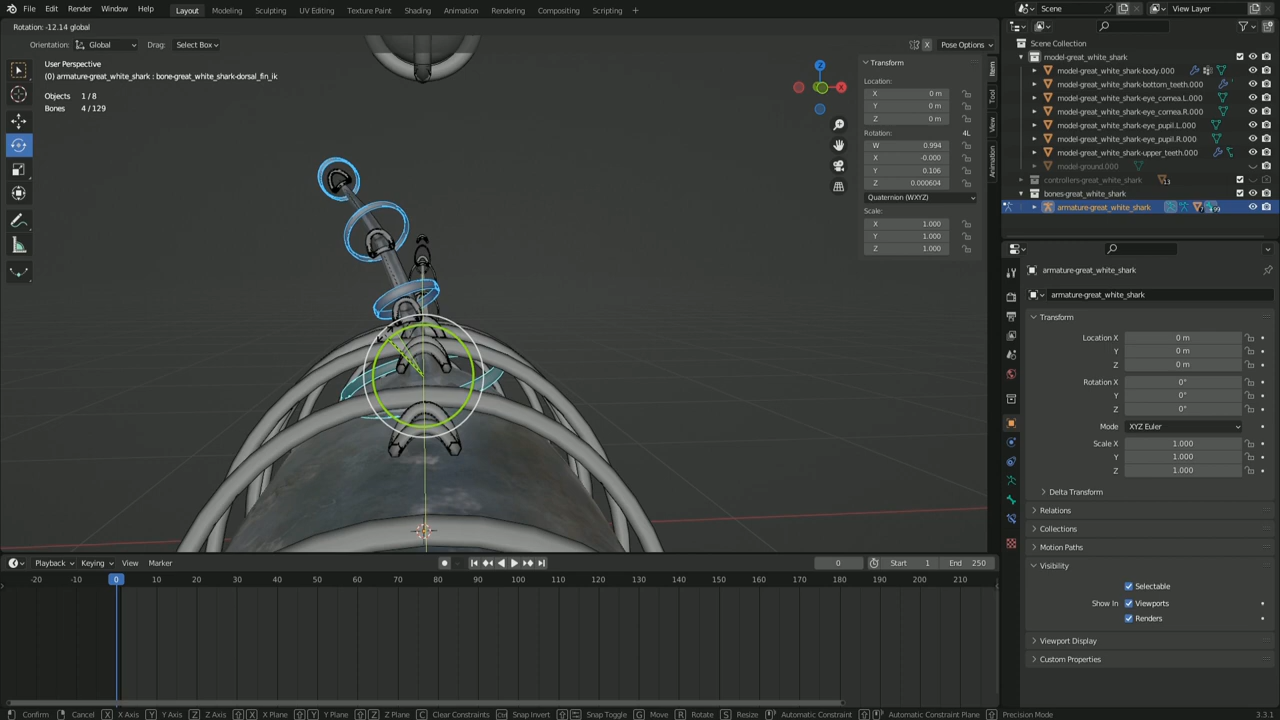 File Edit Render Window Help Layout Modeling Sculpting UV Editing Texture Paint Shading Animation Rendering Compositing Scripting + Scene View Layer
Rotation: -12.14 global
Orientation: Global Drag: Select Box X Pose Options
User Perspective
(0) armature-great_white_shark : bone-great_white_shark-dorsal_fin_ik
Objects 1 / 8
Bones 4 / 129
Z
X
Transform
Location:
X 0 m
Y 0 m
Z 0 m
Rotation: 4L
W 0.994
X -0.000
Y 0.106
Z 0.000604
Quaternion (WXYZ)
Scale:
X 1.000
Y 1.000
Z 1.000
Item
Tool
View
Animation
Scene Collection
model-great_white_shark
model-great_white_shark-body.000
model-great_white_shark-bottom_teeth.000
model-great_white_shark-eye_cornea.L.000
model-great_white_shark-eye_cornea.R.000
model-great_white_shark-eye_pupil.L.000
model-great_white_shark-eye_pupil.R.000
model-great_white_shark-upper_teeth.000
model-ground.000
controllers-great_white_shark 13
bones-great_white_shark
armature-great_white_shark
armature-great_white_shark
armature-great_white_shark
Transform
Location X 0 m
Y 0 m
Z 0 m
Rotation X 0°
Y 0°
Z 0°
Mode XYZ Euler
Scale X 1.000
Y 1.000
Z 1.000
Delta Transform
Relations
Collections
Motion Paths
Visibility
Selectable
Show In Viewports
Renders
Viewport Display
Custom Properties
Playback Keying View Marker 0 Start 1 End 250
-20 -10 0 10 20 30 40 50 60 70 80 90 100 110 120 130 140 150 160 170 180 190 200 210
Confirm Cancel X X Axis Y Y Axis Z Z Axis X X Plane Y Y Plane Z Z Plane C Clear Constraints Snap Invert Snap Toggle G Move R Rotate S Resize Automatic Constraint Automatic Constraint Plane Precision Mode 3.3.1